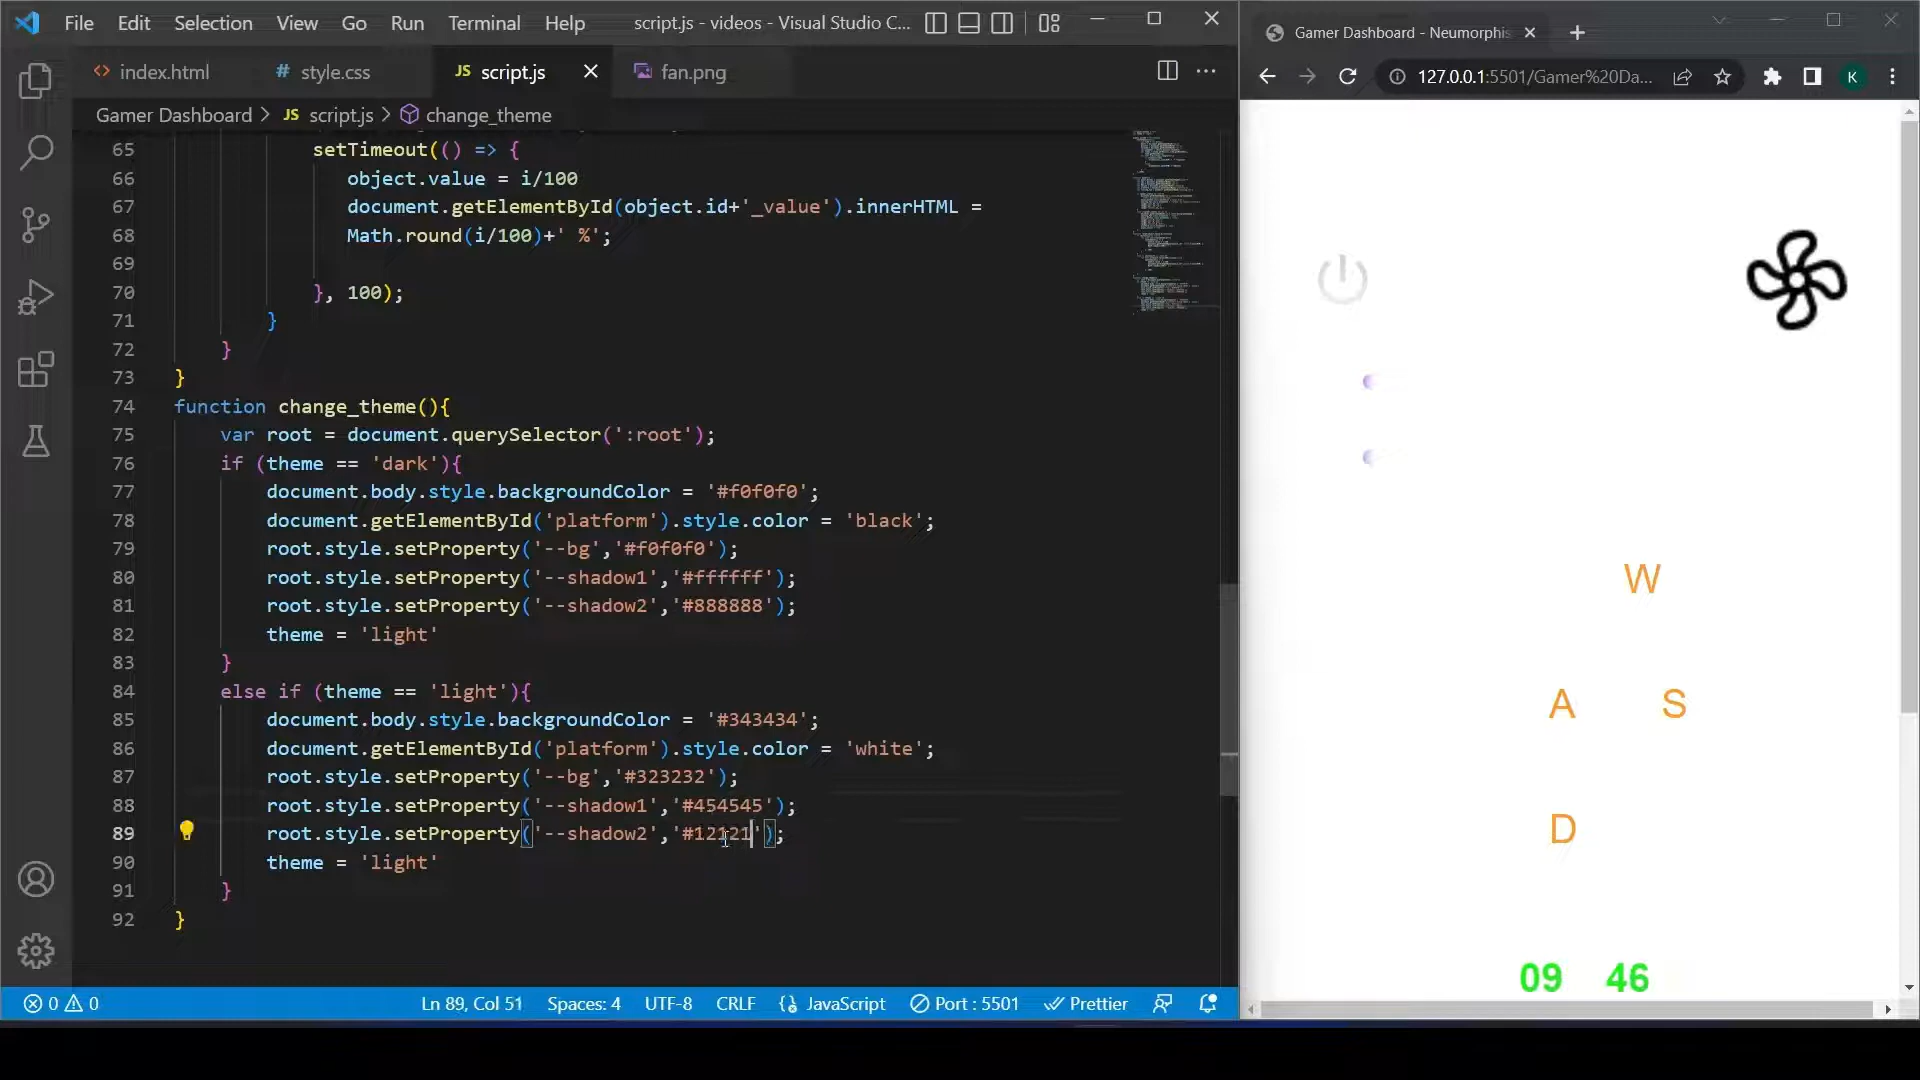 File Edit Selection View Go Run Terminal Help script.js - videos - Visual Studio C...
index.html # style.css JS script.js fan.png
Gamer Dashboard > JS script.js > change_theme
65 setTimeout(() => {
66 object.value = i/100
67 document.getElementById(object.id+'_value').innerHTML =
68 Math.round(i/100)+' %';
69
70 }, 100);
71 }
72 }
73 }
74 function change_theme(){
75 var root = document.querySelector(':root');
76 if (theme == 'dark'){
77 document.body.style.backgroundColor = '#f0f0f0';
78 document.getElementById('platform').style.color = 'black';
79 root.style.setProperty('--bg','#f0f0f0');
80 root.style.setProperty('--shadow1','#ffffff');
81 root.style.setProperty('--shadow2','#888888');
82 theme = 'light'
83 }
84 else if (theme == 'light'){
85 document.body.style.backgroundColor = '#343434';
86 document.getElementById('platform').style.color = 'white';
87 root.style.setProperty('--bg','#323232');
88 root.style.setProperty('--shadow1','#454545');
89 root.style.setProperty('--shadow2','#12121');
90 theme = 'light'
91 }
92 }
0 0 Ln 89, Col 51 Spaces: 4 UTF-8 CRLF {} JavaScript Port : 5501 Prettier
Gamer Dashboard - Neumorphis
127.0.0.1:5501/Gamer%20Da... K
W
A S
D
09 46